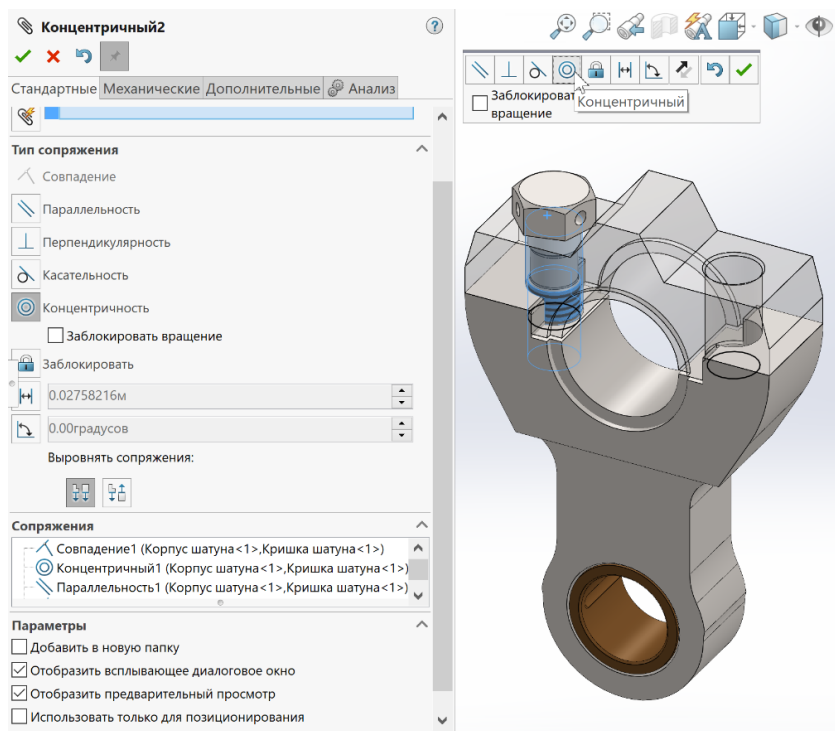 Концентричный2
?
Стандартные Механические Дополнительные Анализ
Тип сопряжения
Совпадение
Параллельность
Перпендикулярность
Касательность
Концентричность
Заблокировать вращение
Заблокировать
0.02758216м
0.00градусов
Выровнять сопряжения:
Сопряжения
Совпадение1 (Корпус шатуна<1>,Кришка шатуна<1>)
Концентричный1 (Корпус шатуна<1>,Кришка шатуна<1>)
Параллельность1 (Корпус шатуна<1>,Кришка шатуна<1>)
Параметры
Добавить в новую папку
Отобразить всплывающее диалоговое окно
Отобразить предварительный просмотр
Использовать только для позиционирования
Заблокироват
вращение
Концентричный